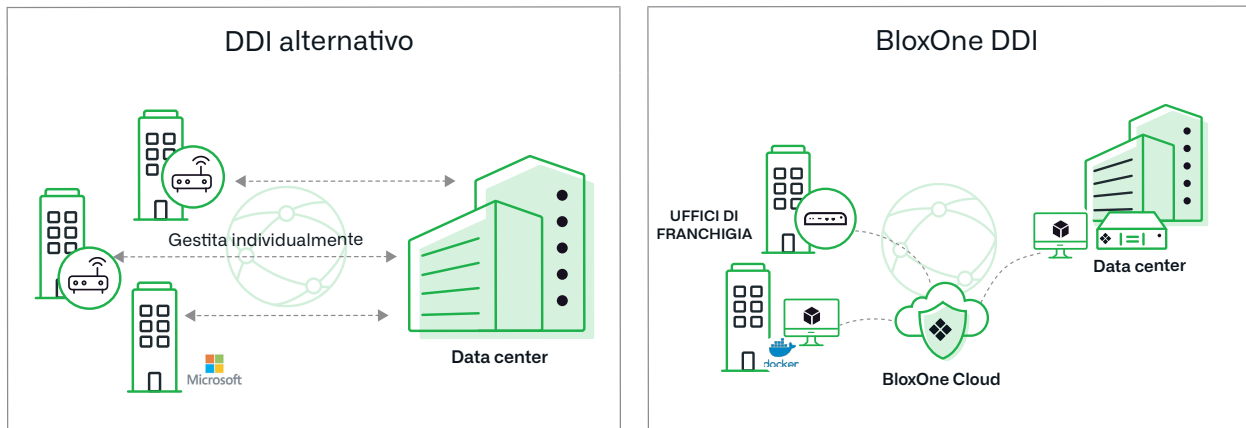 DDI alternativo
Gestita individualmente
Microsoft
Data center
BloxOne DDI
UFFICI DI
FRANCHIGIA
docker
Data center
BloxOne Cloud